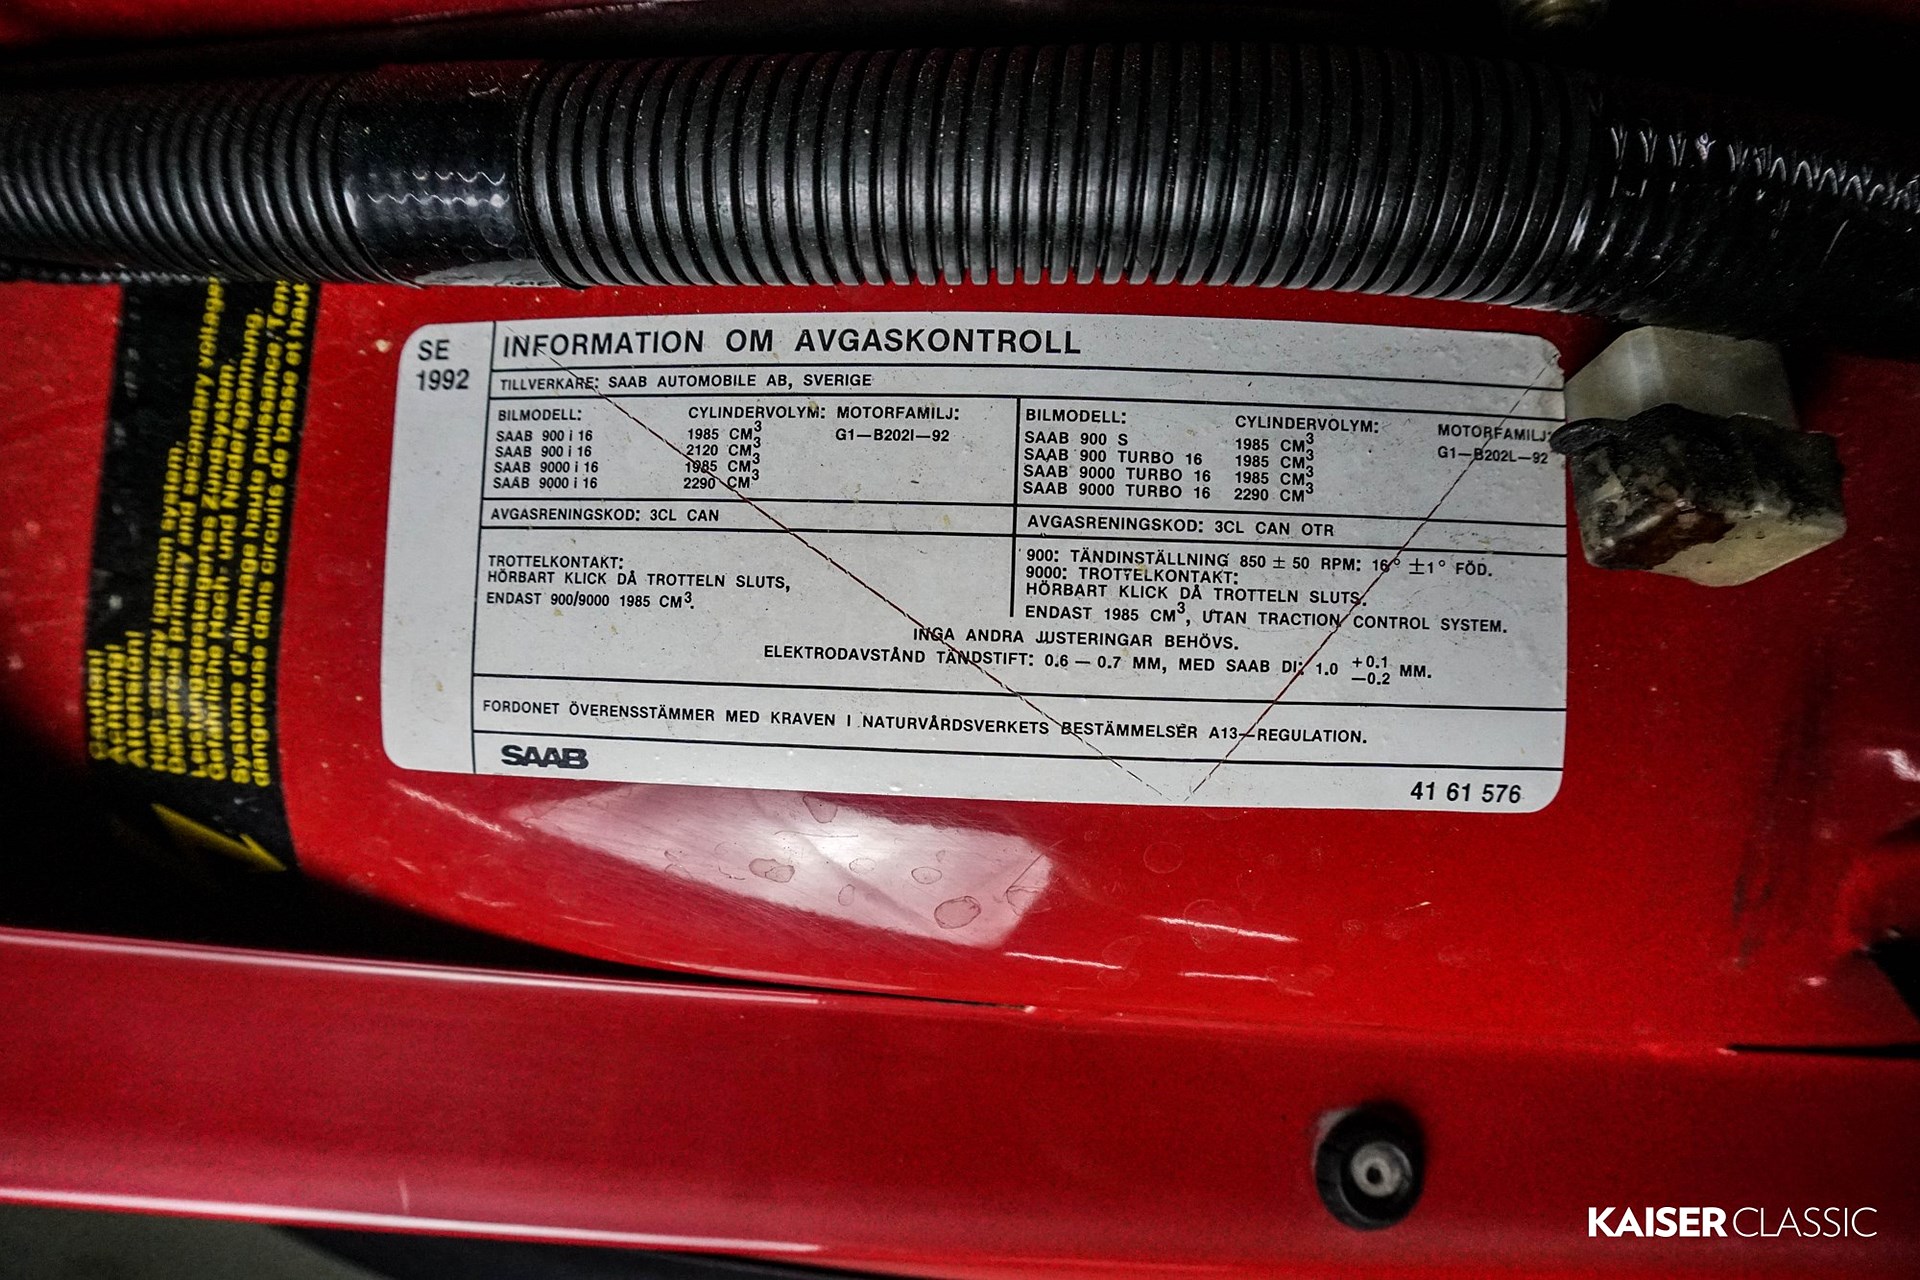 SE
1992
INFORMATION OM AVGASKONTROLL
TILLVERKARE: SAAB AUTOMOBILE AB, SVERIGE
BILMODELL: CYLINDERVOLYM: MOTORFAMILJ:
SAAB 900 i 16 1985 CM³ G1—B202I—92
SAAB 900 i 16 2120 CM³
SAAB 9000 i 16 1985 CM³
SAAB 9000 i 16 2290 CM³
AVGASRENINGSKOD: 3CL CAN
TROTTELKONTAKT:
HÖRBART KLICK DÅ TROTTELN SLUTS,
ENDAST 900/9000 1985 CM³.
BILMODELL: CYLINDERVOLYM: MOTORFAMILJ:
SAAB 900 S 1985 CM³ G1—B202L—92
SAAB 900 TURBO 16 1985 CM³
SAAB 9000 TURBO 16 1985 CM³
SAAB 9000 TURBO 16 2290 CM³
AVGASRENINGSKOD: 3CL CAN OTR
900: TÄNDINSTÄLLNING 850 ± 50 RPM: 16° ±1° FÖD.
9000: TROTTELKONTAKT:
HÖRBART KLICK DÅ TROTTELN SLUTS.
ENDAST 1985 CM³, UTAN TRACTION CONTROL SYSTEM.
INGA ANDRA JUSTERINGAR BEHÖVS.
ELEKTRODAVSTÅND TÄNDSTIFT: 0.6 — 0.7 MM, MED SAAB DI: 1.0 +0.1 —0.2 MM.
FORDONET ÖVERENSSTÄMMER MED KRAVEN I NATURVÅRDSVERKETS BESTÄMMELSER A13—REGULATION.
SAAB
41 61 576
Caution!
Achtung!
Attention!
High energy ignition system.
Dangerous primary and secondary voltage
Leistungsgesteigertes Zündsystem.
Gefährliche Hoch- und Niederspannung.
Système d'allumage haute puissance.
dangereuse dans circuits de basse et haut
KAISER CLASSIC